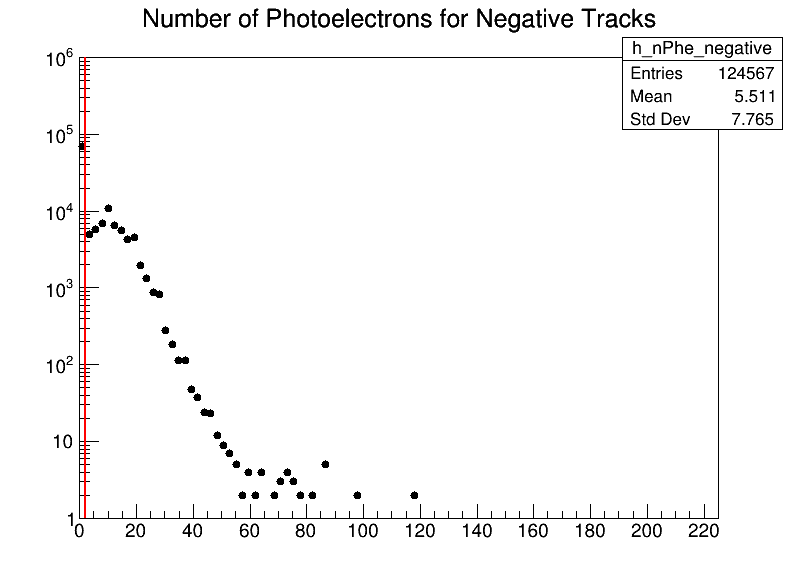 Number of Photoelectrons for Negative Tracks
h_nPhe_negative
Entries 124567
Mean 5.511
Std Dev 7.765
10^6
10^5
10^4
10^3
10^2
10
1
0 20 40 60 80 100 120 140 160 180 200 220